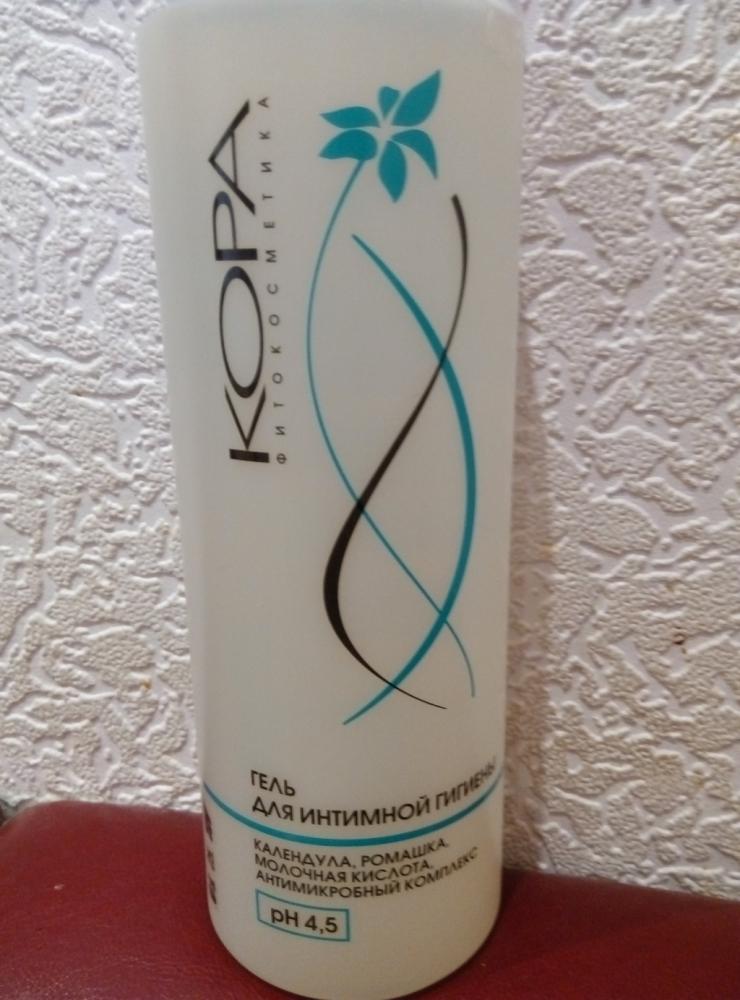 КОРА
ФИТОКОСМЕТИКА
ГЕЛЬ
ДЛЯ ИНТИМНОЙ ГИГИЕНЫ
КАЛЕНДУЛА, РОМАШКА,
МОЛОЧНАЯ КИСЛОТА,
АНТИМИКРОБНЫЙ КОМПЛЕКС
pH 4,5